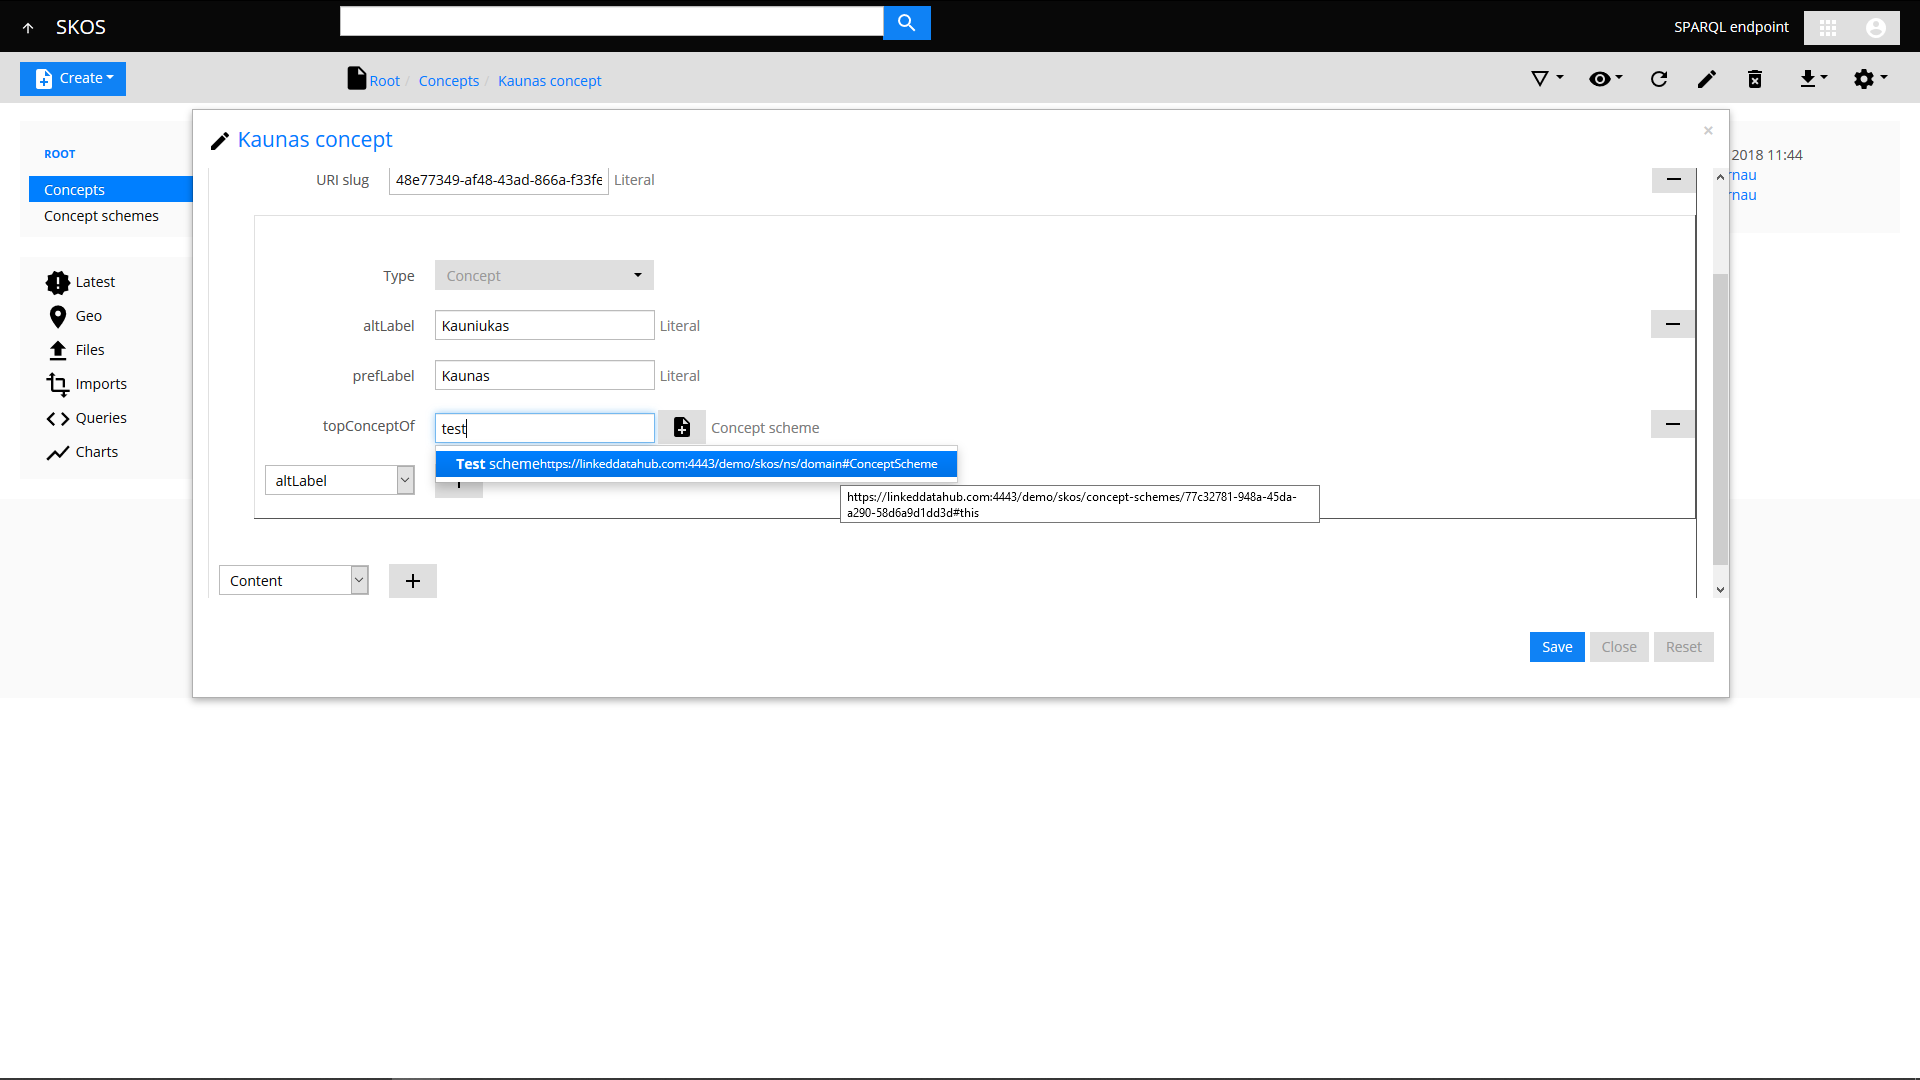 SKOS
SPARQL endpoint
Create
Root / Concepts / Kaunas concept
ROOT
Concepts
Concept schemes
Latest
Geo
Files
Imports
Queries
Charts
Kaunas concept
×
2018 11:44
rnau
rnau
URI slug 48e77349-af48-43ad-866a-f33fe Literal
Type Concept
altLabel Kauniukas Literal
prefLabel Kaunas Literal
topConceptOf test Concept scheme
Test schemehttps://linkeddatahub.com:4443/demo/skos/ns/domain#ConceptScheme
altLabel
https://linkeddatahub.com:4443/demo/skos/concept-schemes/77c32781-948a-45da-
a290-58d6a9d1dd3d#this
Content
Save Close Reset